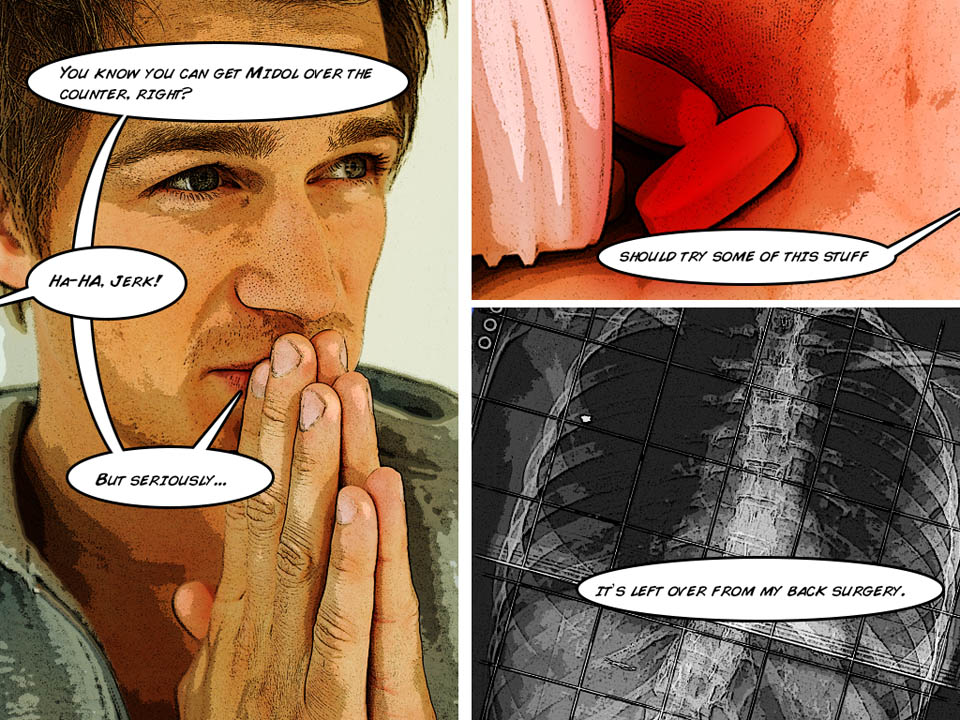 You know you can get Midol over the
counter, right?
Ha-ha, jerk!
But seriously...
should try some of this stuff
it's left over from my back surgery.